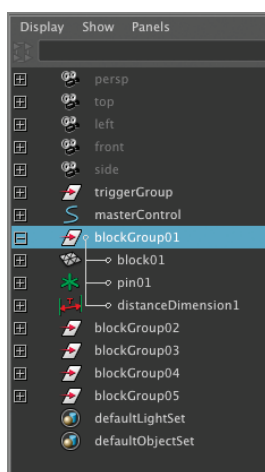 Display Show Panels
persp
top
left
front
side
triggerGroup
masterControl
blockGroup01
block01
pin01
distanceDimension1
blockGroup02
blockGroup03
blockGroup04
blockGroup05
defaultLightSet
defaultObjectSet